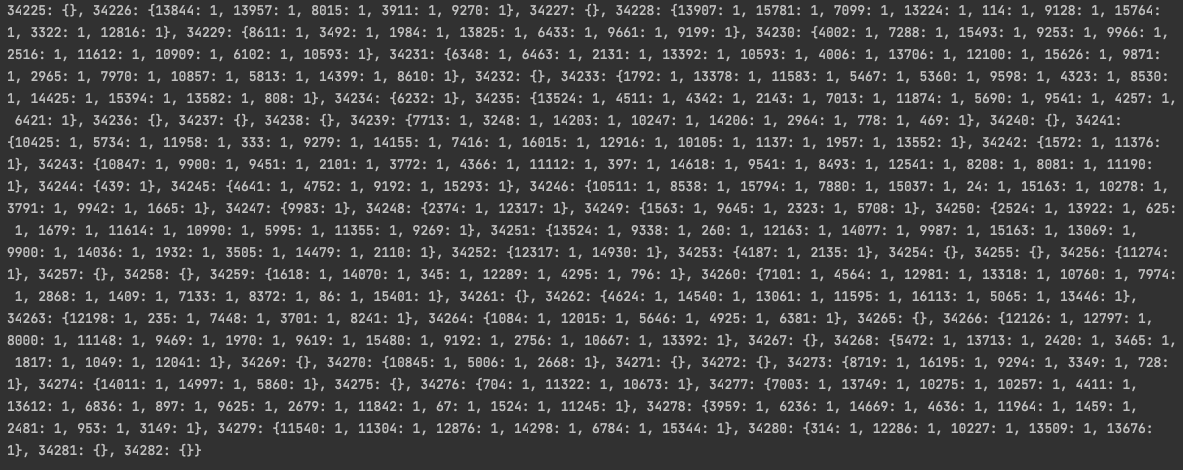 34225: {}, 34226: {13844: 1, 13957: 1, 8015: 1, 3911: 1, 9270: 1}, 34227: {}, 34228: {13907: 1, 15781: 1, 7099: 1, 13224: 1, 114: 1, 9128: 1, 15764:
1, 3322: 1, 12816: 1}, 34229: {8611: 1, 3492: 1, 1984: 1, 13825: 1, 6433: 1, 9661: 1, 9199: 1}, 34230: {4002: 1, 7288: 1, 15493: 1, 9253: 1, 9966: 1,
2516: 1, 11612: 1, 10909: 1, 6102: 1, 10593: 1}, 34231: {6348: 1, 6463: 1, 2131: 1, 13392: 1, 10593: 1, 4006: 1, 13706: 1, 12100: 1, 15626: 1, 9871:
1, 2965: 1, 7970: 1, 10857: 1, 5813: 1, 14399: 1, 8610: 1}, 34232: {}, 34233: {1792: 1, 13378: 1, 11583: 1, 5467: 1, 5360: 1, 9598: 1, 4323: 1, 8530:
1, 14425: 1, 15394: 1, 13582: 1, 808: 1}, 34234: {6232: 1}, 34235: {13524: 1, 4511: 1, 4342: 1, 2143: 1, 7013: 1, 11874: 1, 5690: 1, 9541: 1, 4257: 1,
6421: 1}, 34236: {}, 34237: {}, 34238: {}, 34239: {7713: 1, 3248: 1, 14203: 1, 10247: 1, 14206: 1, 2964: 1, 778: 1, 469: 1}, 34240: {}, 34241:
{10425: 1, 5734: 1, 11958: 1, 333: 1, 9279: 1, 14155: 1, 7416: 1, 16015: 1, 12916: 1, 10105: 1, 1137: 1, 1957: 1, 13552: 1}, 34242: {1572: 1, 11376:
1}, 34243: {10847: 1, 9900: 1, 9451: 1, 2101: 1, 3772: 1, 4366: 1, 11112: 1, 397: 1, 14618: 1, 9541: 1, 8493: 1, 12541: 1, 8208: 1, 8081: 1, 11190:
1}, 34244: {439: 1}, 34245: {4641: 1, 4752: 1, 9192: 1, 15293: 1}, 34246: {10511: 1, 8538: 1, 15794: 1, 7880: 1, 15037: 1, 24: 1, 15163: 1, 10278: 1,
3791: 1, 9942: 1, 1665: 1}, 34247: {9983: 1}, 34248: {2374: 1, 12317: 1}, 34249: {1563: 1, 9645: 1, 2323: 1, 5708: 1}, 34250: {2524: 1, 13922: 1, 625:
1, 1679: 1, 11614: 1, 10990: 1, 5995: 1, 11355: 1, 9269: 1}, 34251: {13524: 1, 9338: 1, 260: 1, 12163: 1, 14077: 1, 9987: 1, 15163: 1, 13069: 1,
9900: 1, 14036: 1, 1932: 1, 3505: 1, 14479: 1, 2110: 1}, 34252: {12317: 1, 14930: 1}, 34253: {4187: 1, 2135: 1}, 34254: {}, 34255: {}, 34256: {11274:
1}, 34257: {}, 34258: {}, 34259: {1618: 1, 14070: 1, 345: 1, 12289: 1, 4295: 1, 796: 1}, 34260: {7101: 1, 4564: 1, 12981: 1, 13318: 1, 10760: 1, 7974:
1, 2868: 1, 1409: 1, 7133: 1, 8372: 1, 86: 1, 15401: 1}, 34261: {}, 34262: {4624: 1, 14540: 1, 13061: 1, 11595: 1, 16113: 1, 5065: 1, 13446: 1},
34263: {12198: 1, 235: 1, 7448: 1, 3701: 1, 8241: 1}, 34264: {1084: 1, 12015: 1, 5646: 1, 4925: 1, 6381: 1}, 34265: {}, 34266: {12126: 1, 12797: 1,
8000: 1, 11148: 1, 9469: 1, 1970: 1, 9619: 1, 15480: 1, 9192: 1, 2756: 1, 10667: 1, 13392: 1}, 34267: {}, 34268: {5472: 1, 13713: 1, 2420: 1, 3465: 1,
1817: 1, 1049: 1, 12041: 1}, 34269: {}, 34270: {10845: 1, 5006: 1, 2668: 1}, 34271: {}, 34272: {}, 34273: {8719: 1, 16195: 1, 9294: 1, 3349: 1, 728:
1}, 34274: {14011: 1, 14997: 1, 5860: 1}, 34275: {}, 34276: {704: 1, 11322: 1, 10673: 1}, 34277: {7003: 1, 13749: 1, 10275: 1, 10257: 1, 4411: 1,
13612: 1, 6836: 1, 897: 1, 9625: 1, 2679: 1, 11842: 1, 67: 1, 1524: 1, 11245: 1}, 34278: {3959: 1, 6236: 1, 14669: 1, 4636: 1, 11964: 1, 1459: 1,
2481: 1, 953: 1, 3149: 1}, 34279: {11540: 1, 11304: 1, 12876: 1, 14298: 1, 6784: 1, 15344: 1}, 34280: {314: 1, 12286: 1, 10227: 1, 13509: 1, 13676:
1}, 34281: {}, 34282: {}}